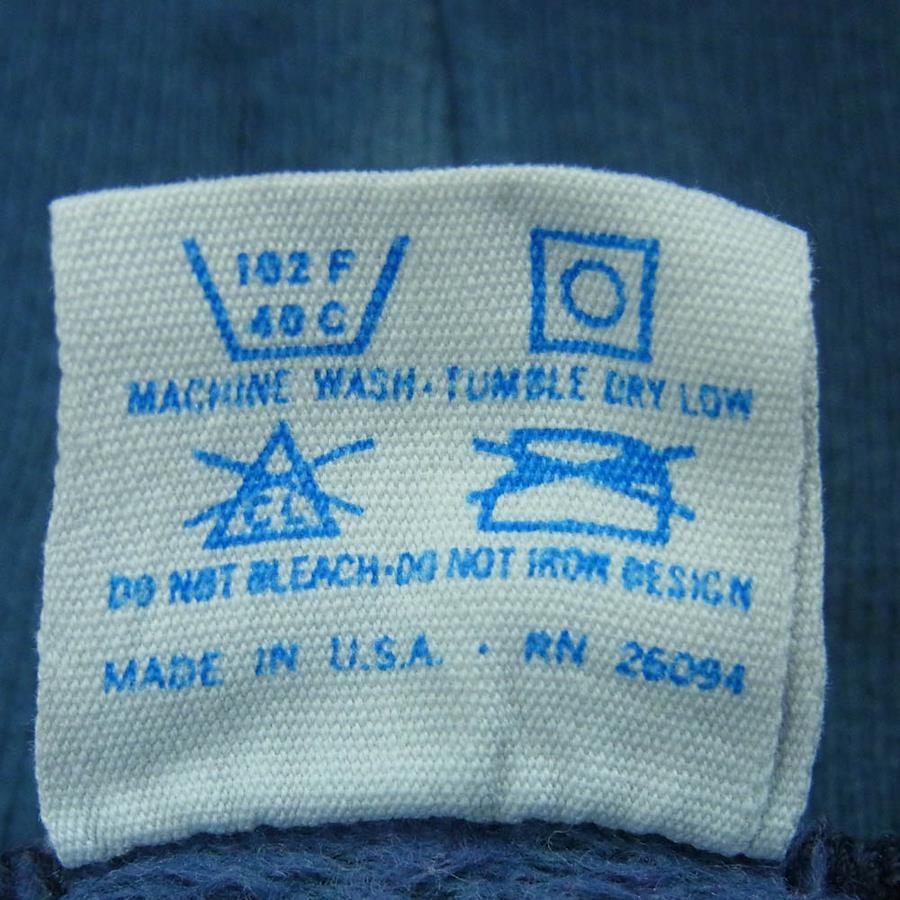 102 F
40 C
MACHINE WASH · TUMBLE DRY LOW
CL
DO NOT BLEACH · DO NOT IRON DESIGN
MADE IN U.S.A. · RN 26094